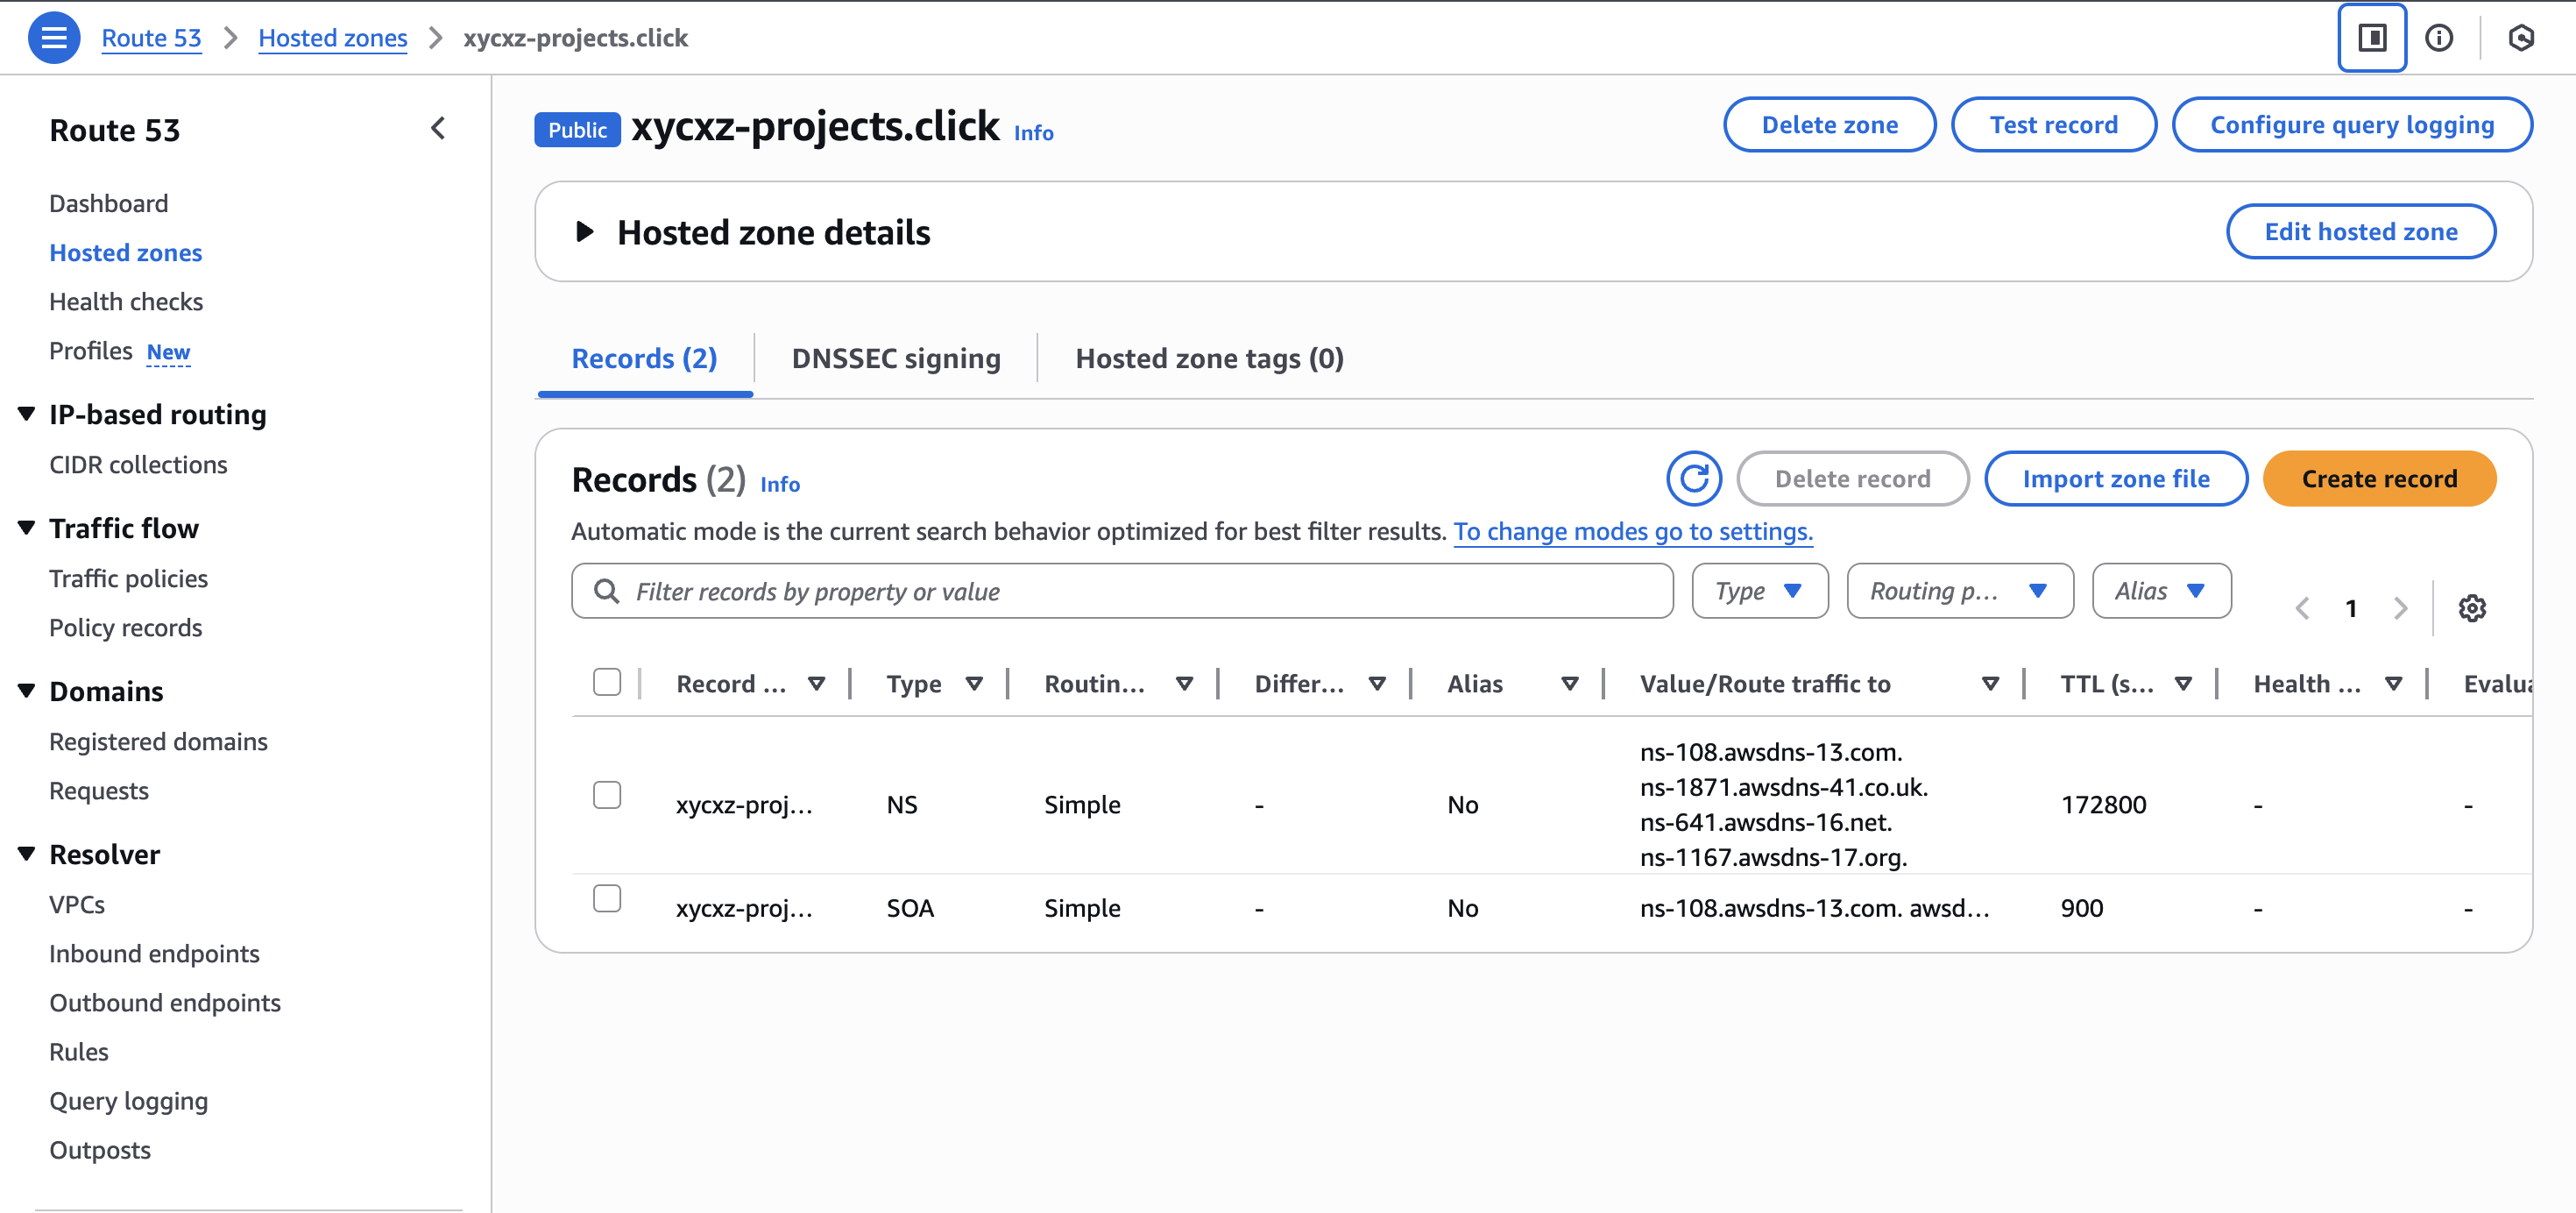 Route 53 > Hosted zones > xycxz-projects.click
Route 53
Dashboard
Hosted zones
Health checks
Profiles New
IP-based routing
CIDR collections
Traffic flow
Traffic policies
Policy records
Domains
Registered domains
Requests
Resolver
VPCs
Inbound endpoints
Outbound endpoints
Rules
Query logging
Outposts
Public xycxz-projects.click Info
Delete zone
Test record
Configure query logging
Hosted zone details
Edit hosted zone
Records (2)
DNSSEC signing
Hosted zone tags (0)
Records (2) Info
Delete record
Import zone file
Create record
Automatic mode is the current search behavior optimized for best filter results. To change modes go to settings.
Filter records by property or value
Type
Routing p...
Alias
1
Record ... Type Routin... Differ... Alias Value/Route traffic to TTL (s... Health ... Evalua
xycxz-proj... NS Simple - No
ns-108.awsdns-13.com.
ns-1871.awsdns-41.co.uk.
ns-641.awsdns-16.net.
ns-1167.awsdns-17.org.
172800 - -
xycxz-proj... SOA Simple - No ns-108.awsdns-13.com. awsd... 900 - -